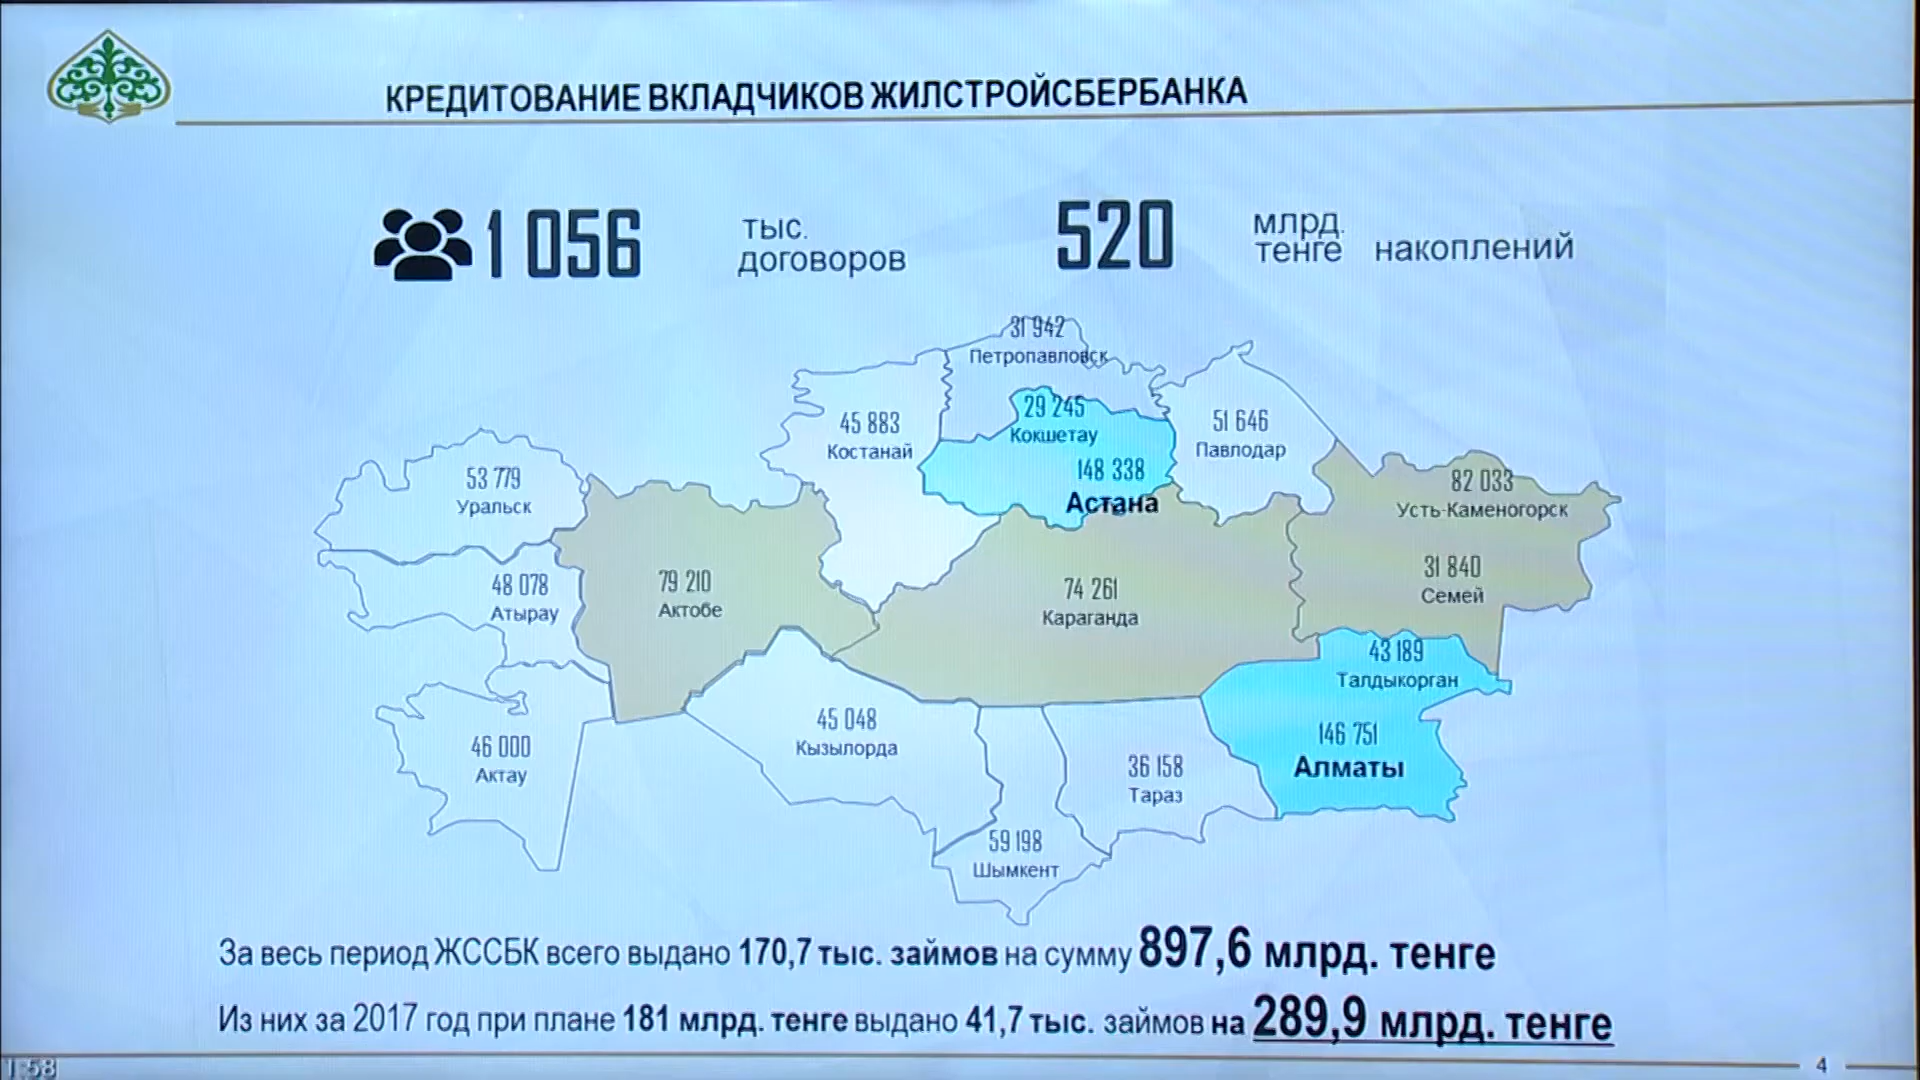 КРЕДИТОВАНИЕ ВКЛАДЧИКОВ ЖИЛСТРОЙСБЕРБАНКА
1 056 тыс. договоров
520 млрд. тенге накоплений
31 942
Петропавловск
29 245
Кокшетау
45 883
Костанай
51 646
Павлодар
148 338
Астана
53 779
Уральск
82 033
Усть-Каменогорск
48 078
Атырау
79 210
Актобе
74 261
Караганда
31 840
Семей
43 189
Талдыкорган
45 048
Кызылорда
46 000
Актау
146 751
Алматы
36 158
Тараз
59 198
Шымкент
За весь период ЖССБК всего выдано 170,7 тыс. займов на сумму 897,6 млрд. тенге
Из них за 2017 год при плане 181 млрд. тенге выдано 41,7 тыс. займов на 289,9 млрд. тенге
1:58
4